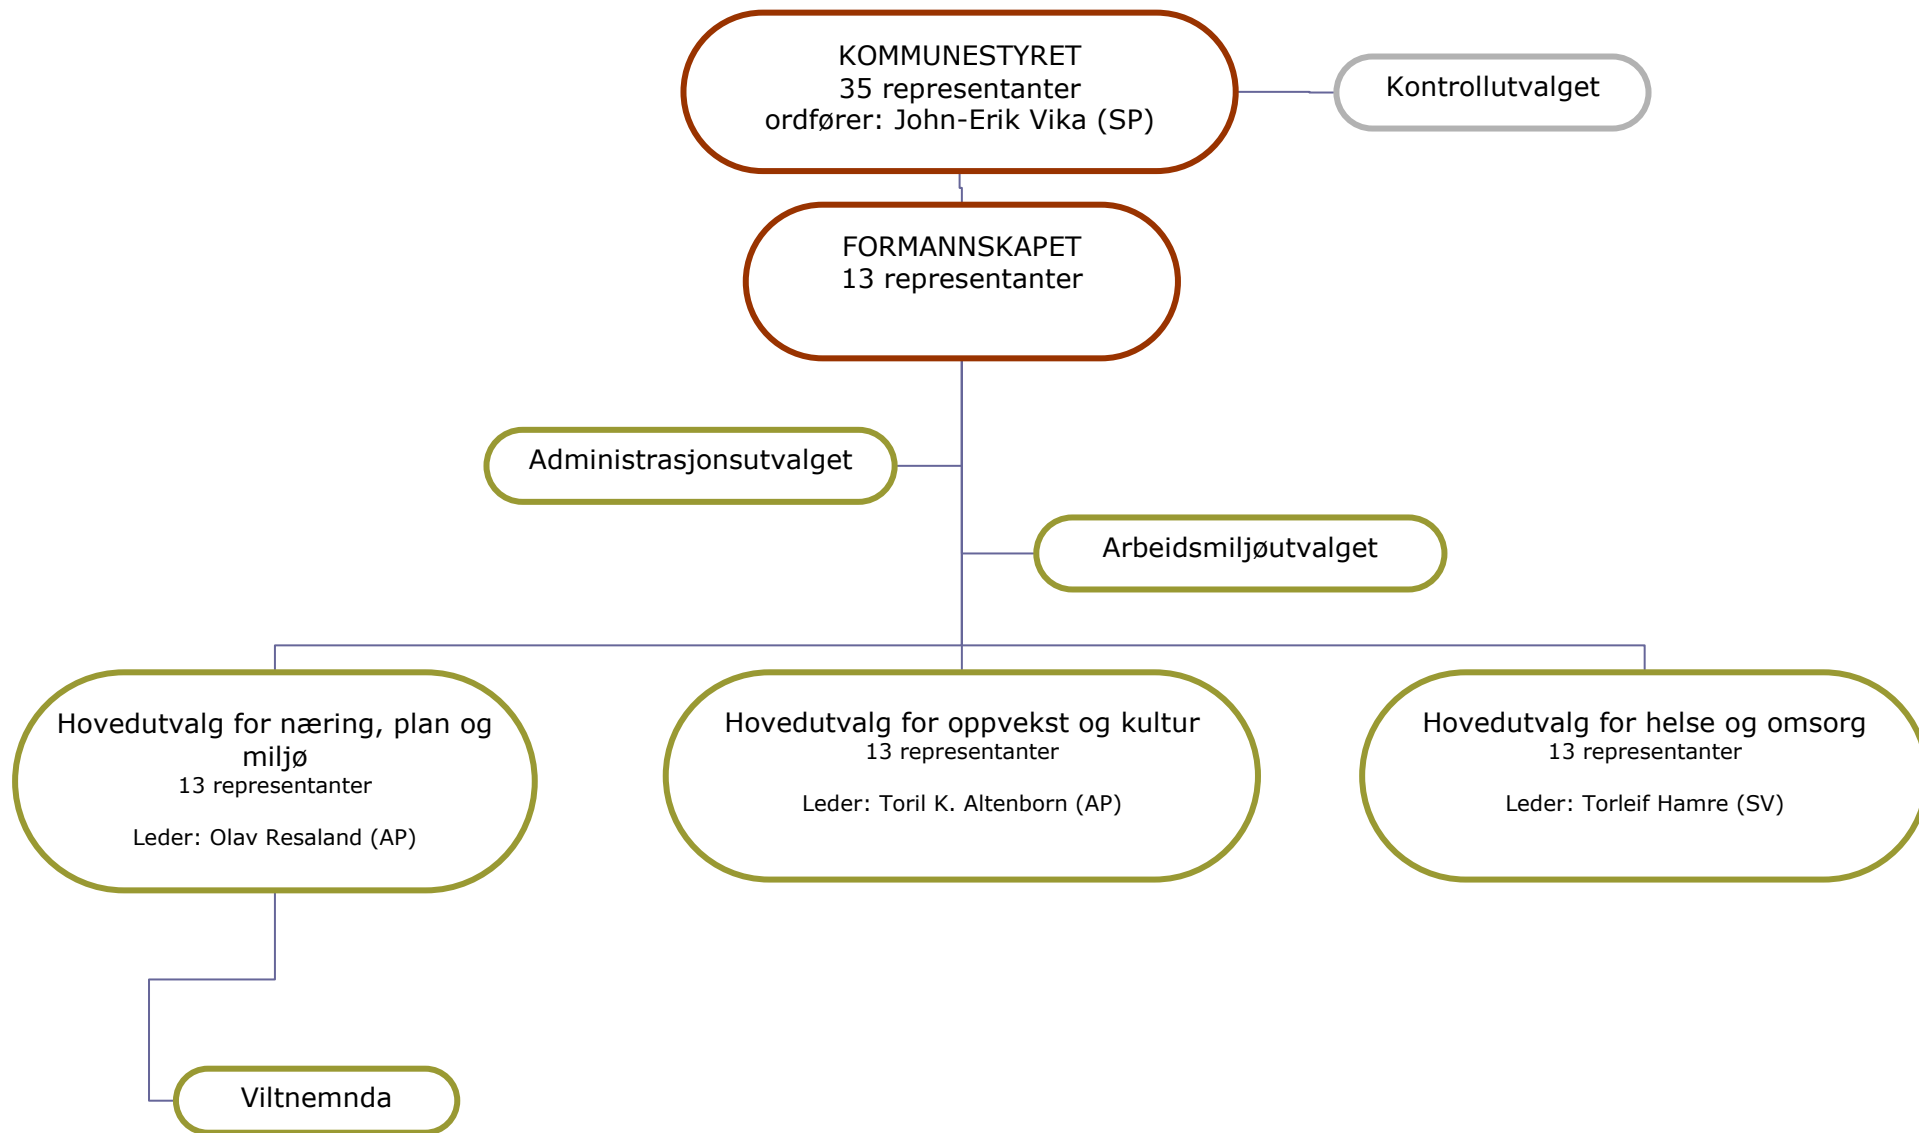 KOMMUNESTYRET
35 representanter
ordfører: John-Erik Vika (SP)
Kontrollutvalget
FORMANNSKAPET
13 representanter
Administrasjonsutvalget
Arbeidsmiljøutvalget
Hovedutvalg for næring, plan og
miljø
13 representanter
Leder: Olav Resaland (AP)
Hovedutvalg for oppvekst og kultur
13 representanter
Leder: Toril K. Altenborn (AP)
Hovedutvalg for helse og omsorg
13 representanter
Leder: Torleif Hamre (SV)
Viltnemnda